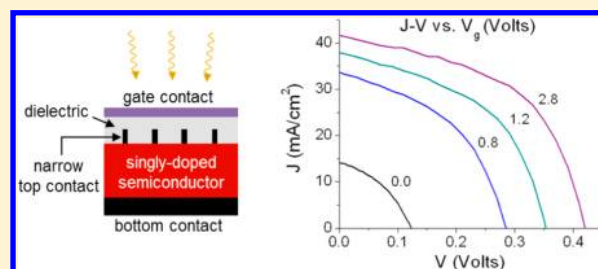 gate contact
dielectric
narrow
top contact
singly-doped
semiconductor
bottom contact
J-V vs. V_g (Volts)
J (mA/cm²)
40
30
20
10
0
2.8
1.2
0.8
0.0
0.0 0.1 0.2 0.3 0.4
V (Volts)